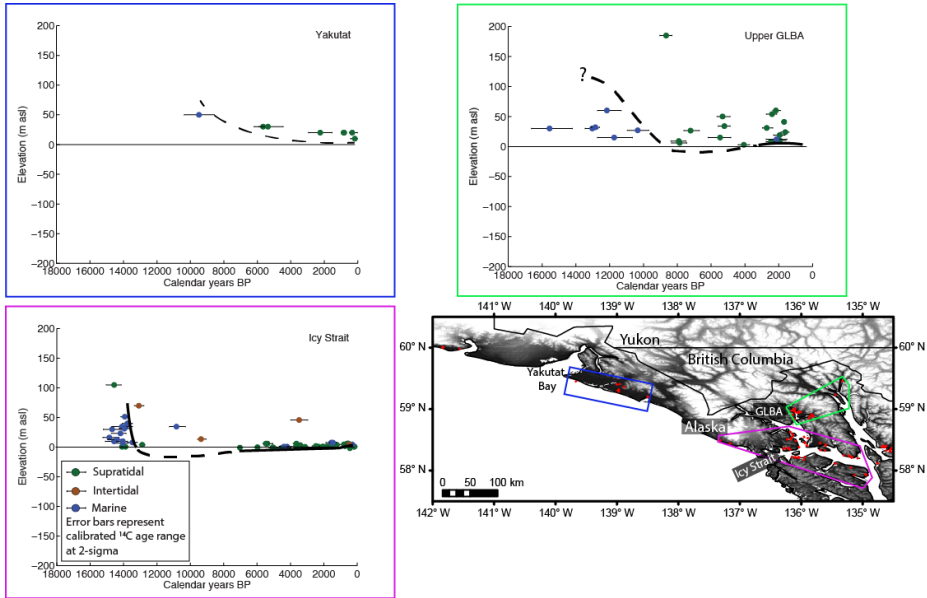 Yakutat
Elevation (m asl)
200
150
100
50
0
−50
−100
−150
−200
18000 16000 14000 12000 10000 8000 6000 4000 2000 0
Calendar years BP
Upper GLBA
?
Elevation (m asl)
200
150
100
50
0
−50
−100
−150
−200
18000 16000 14000 12000 10000 8000 6000 4000 2000 0
Calendar years BP
Icy Strait
Elevation (m asl)
200
150
100
50
0
−50
−100
−150
−200
Supratidal
Intertidal
Marine
Error bars represent
calibrated ¹⁴C age range
at 2-sigma
18000 16000 14000 12000 10000 8000 6000 4000 2000 0
Calendar years BP
141° W 140° W 139° W 138° W 137° W 136° W 135° W
60° N
59° N
58° N
60° N
59° N
58° N
Yukon
British Columbia
Yakutat
Bay
GLBA
Alaska
Icy Strait
0 50 100 km
142° W 141° W 140° W 139° W 138° W 137° W 136° W